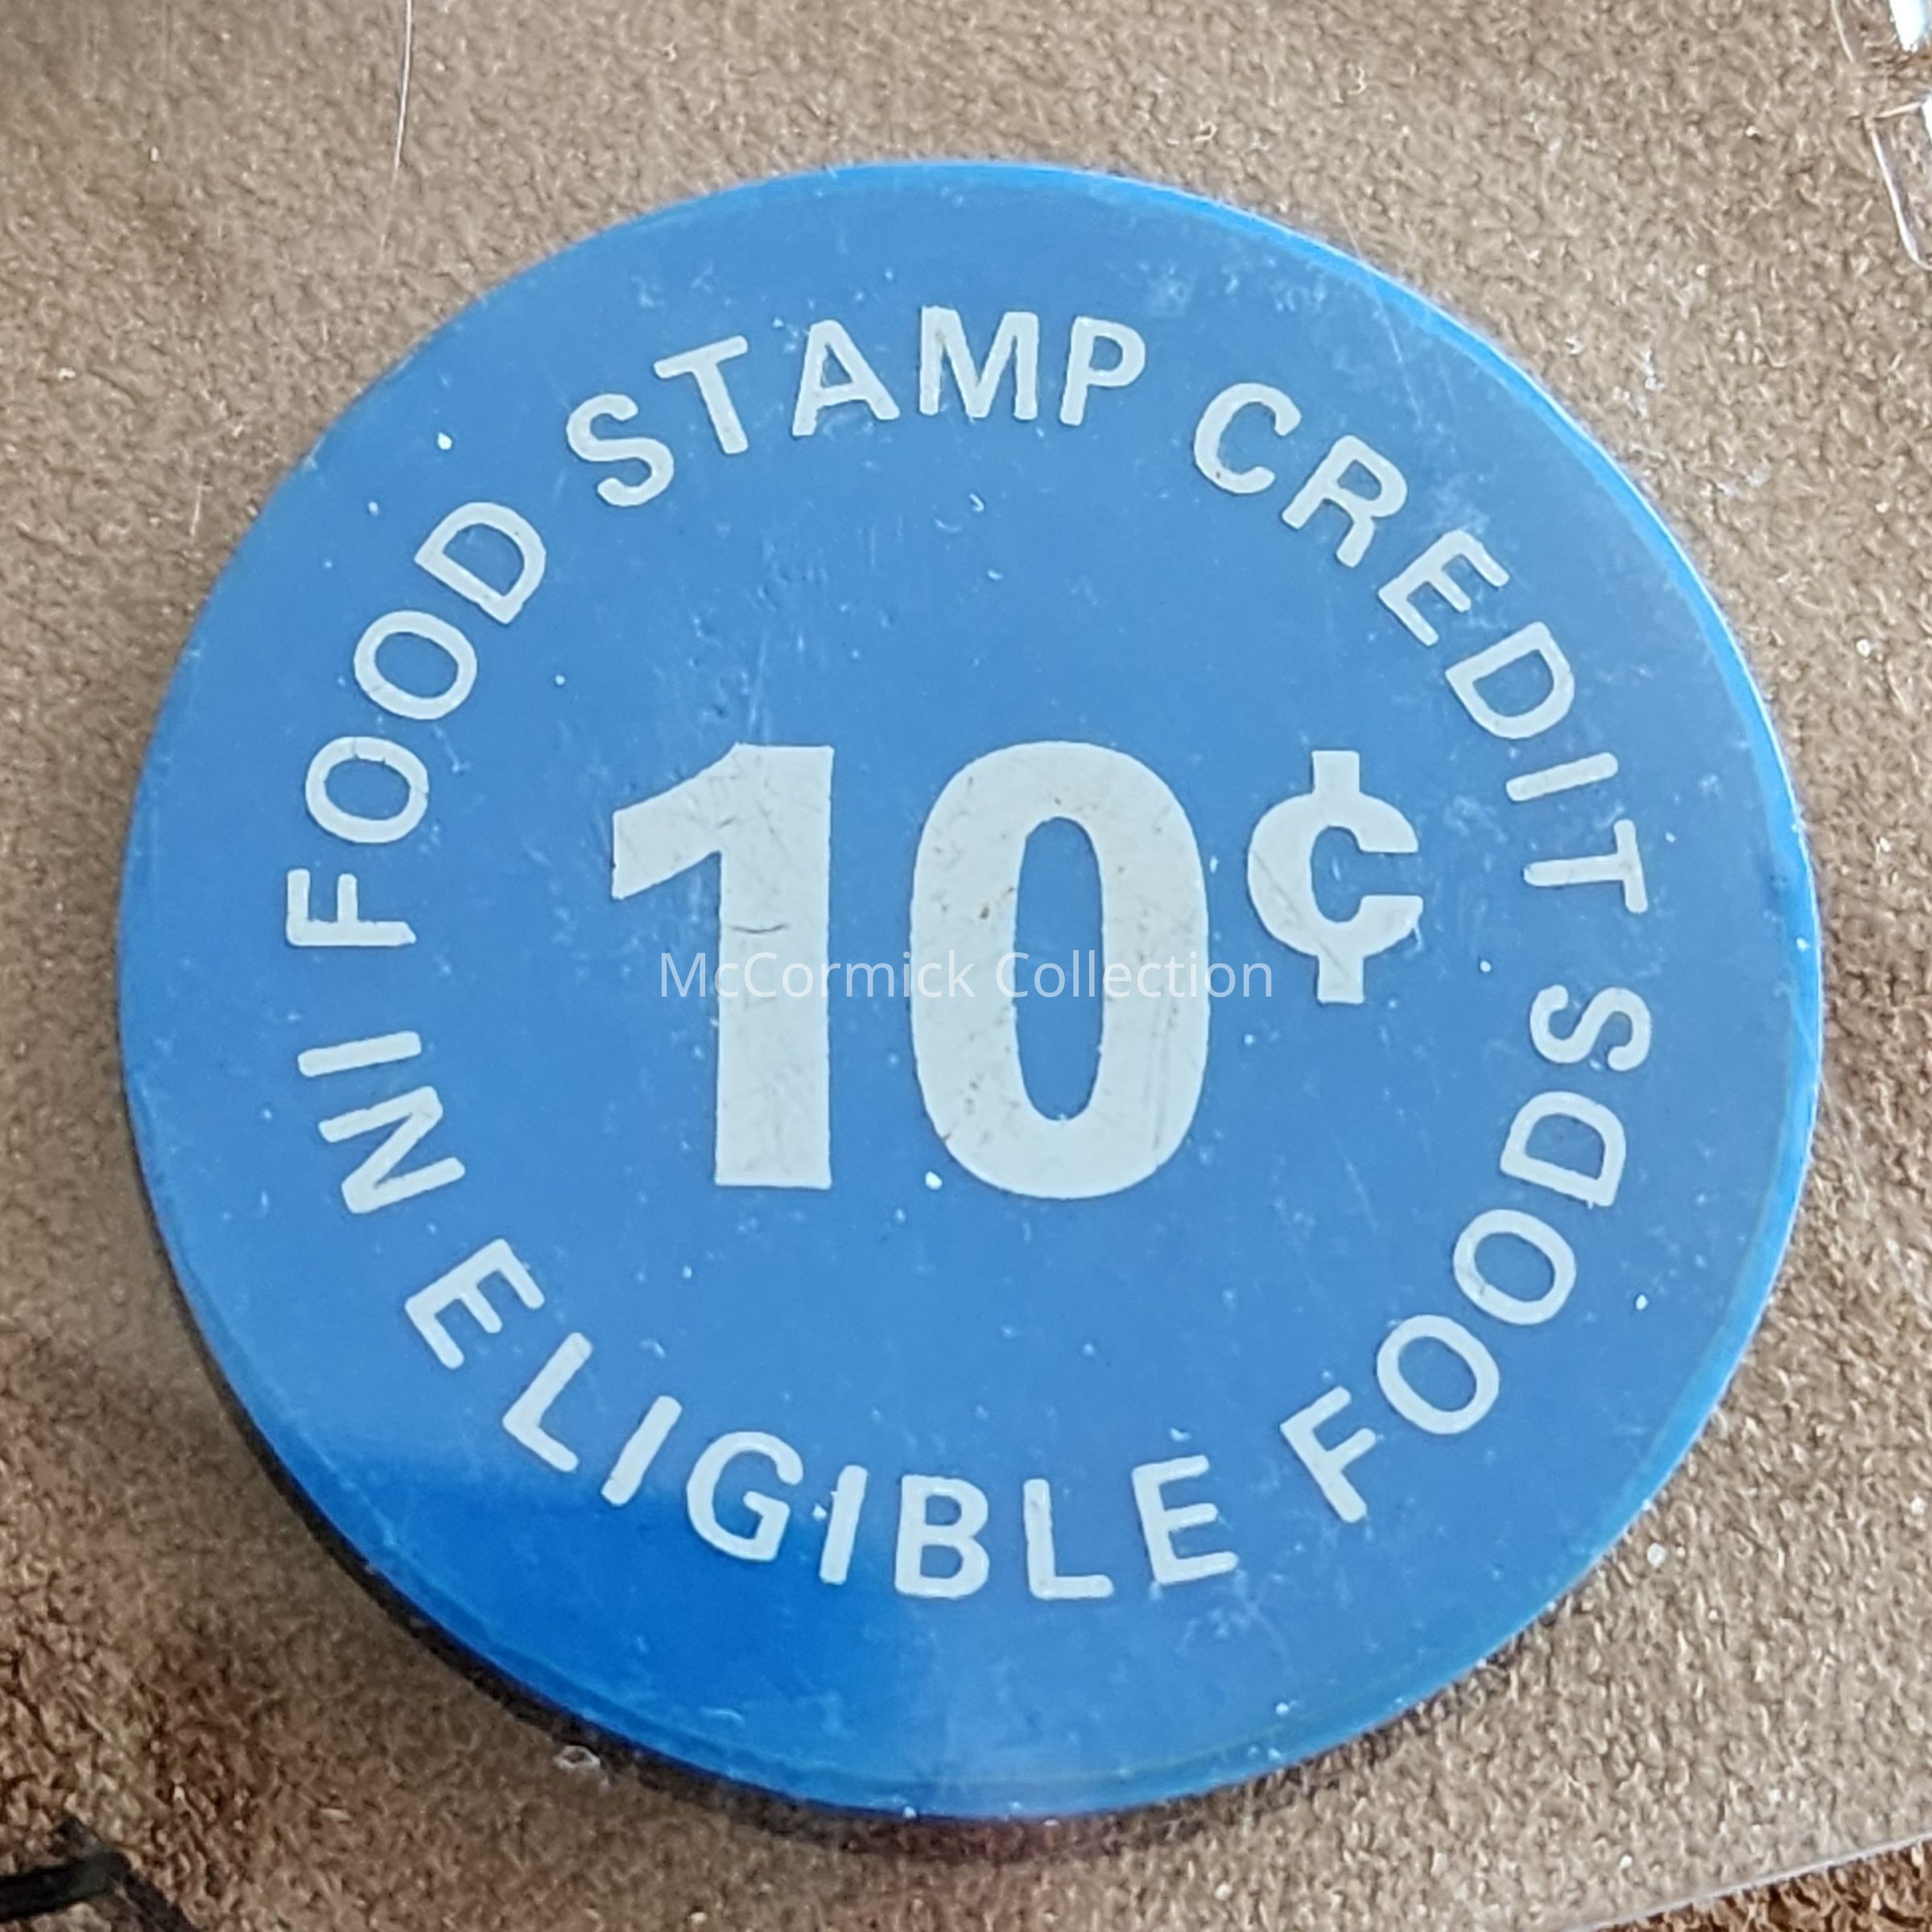 FOOD STAMP CREDIT
10¢
McCormick Collection
IN ELIGIBLE FOODS